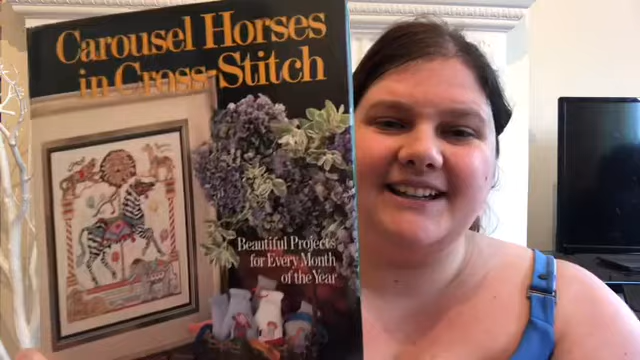 Carousel Horses
in Cross-Stitch
Beautiful Projects
for Every Month
of the Year